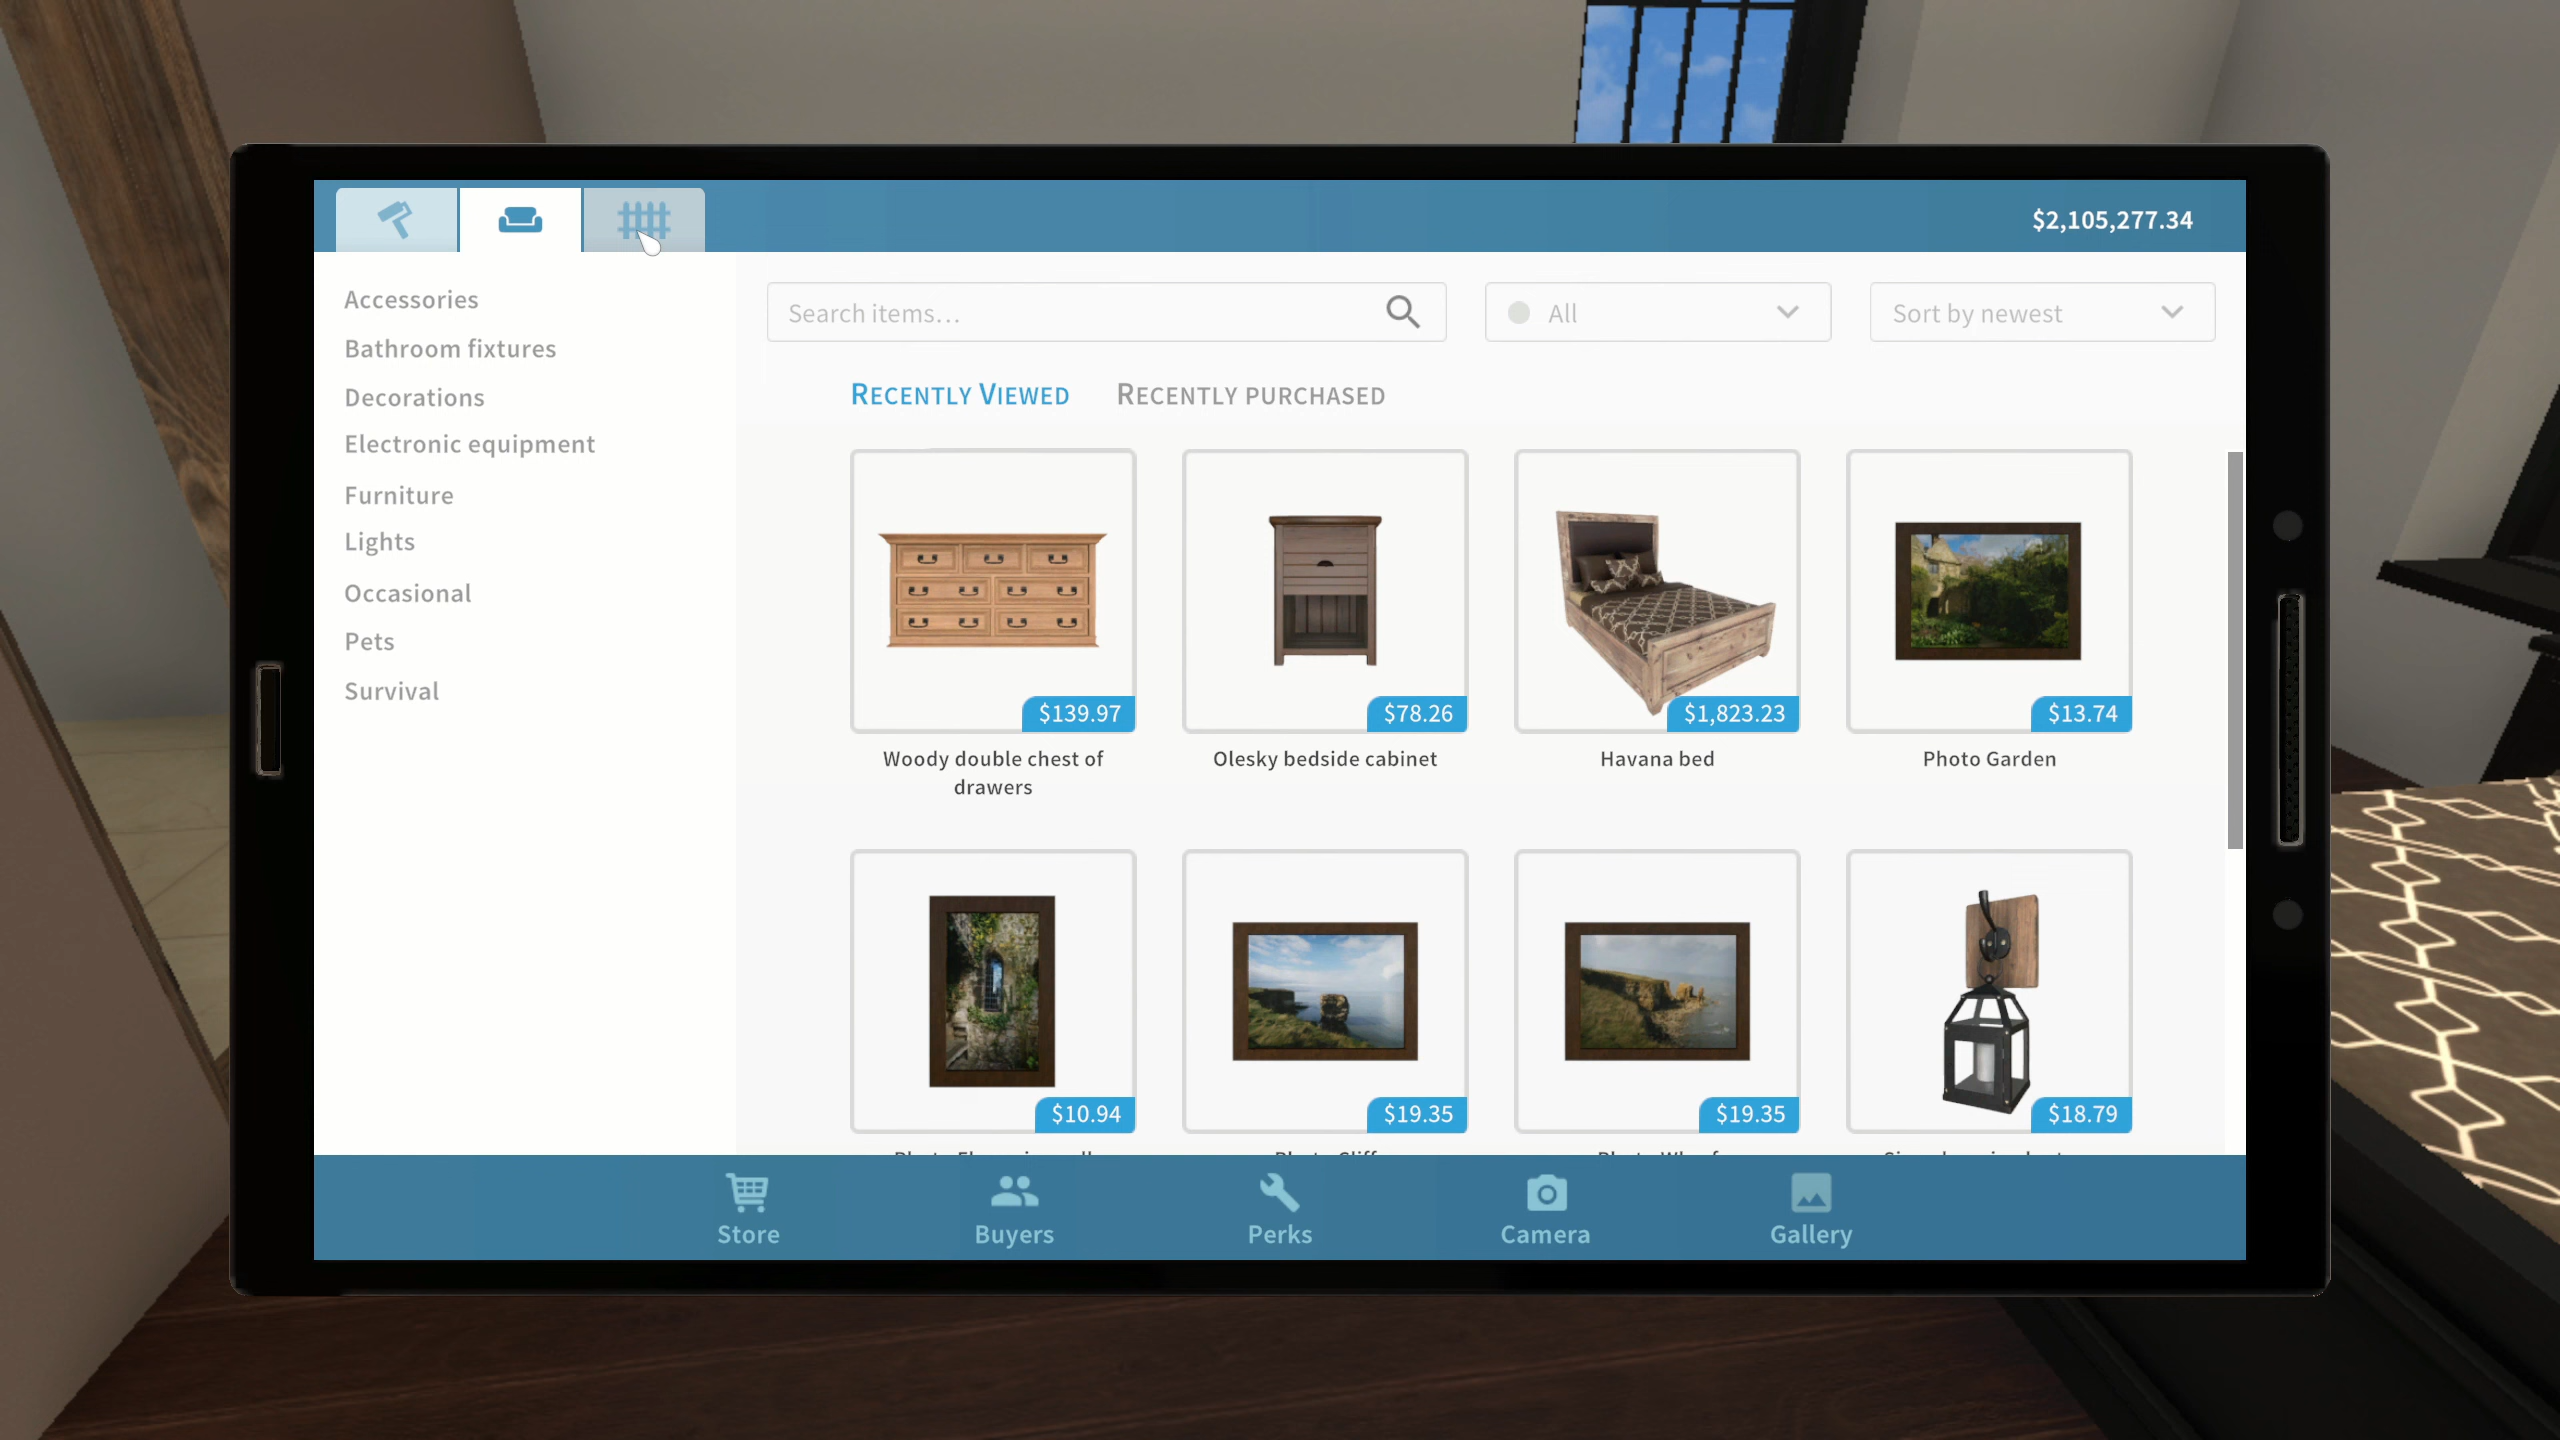 $2,105,277.34
Accessories
Bathroom fixtures
Decorations
Electronic equipment
Furniture
Lights
Occasional
Pets
Survival
Search items...
All
Sort by newest
RECENTLY VIEWED
RECENTLY PURCHASED
$139.97
$78.26
$1,823.23
$13.74
Woody double chest of
drawers
Olesky bedside cabinet
Havana bed
Photo Garden
$10.94
$19.35
$19.35
$18.79
Store
Buyers
Perks
Camera
Gallery